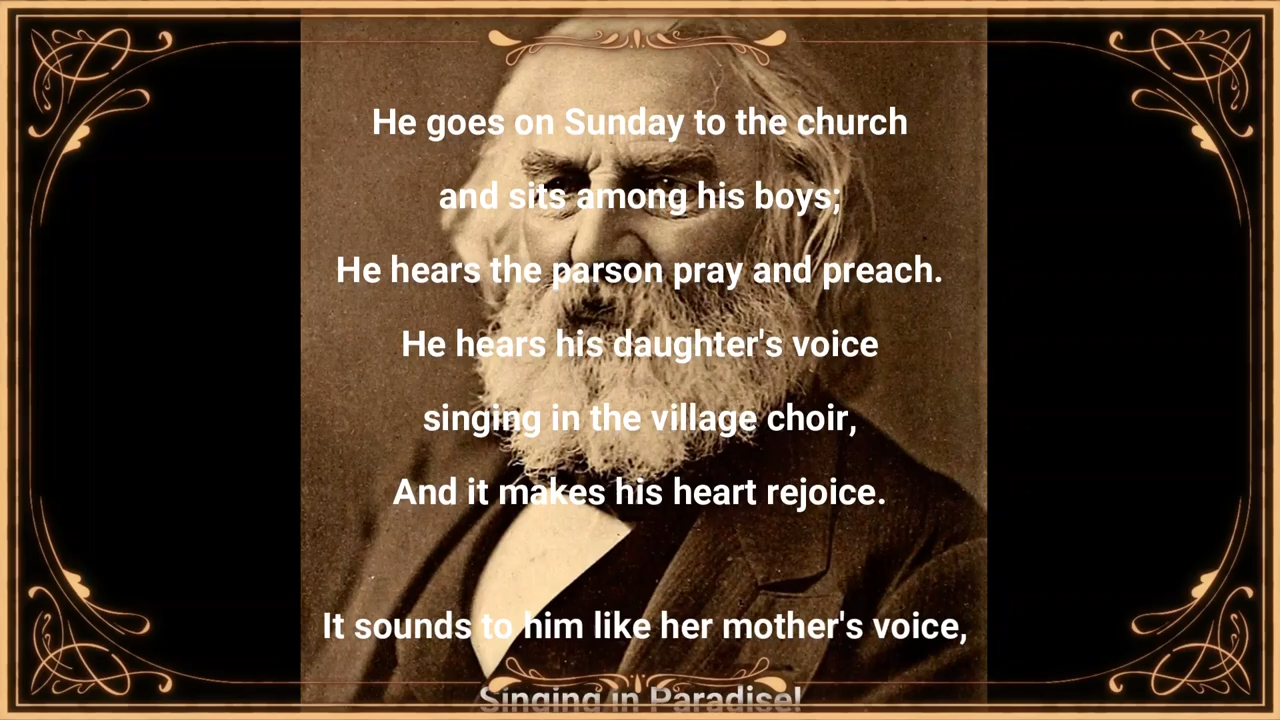 He goes on Sunday to the church
and sits among his boys;
He hears the parson pray and preach.
He hears his daughter's voice
singing in the village choir,
And it makes his heart rejoice.
It sounds to him like her mother's voice,
Singing in Paradise!